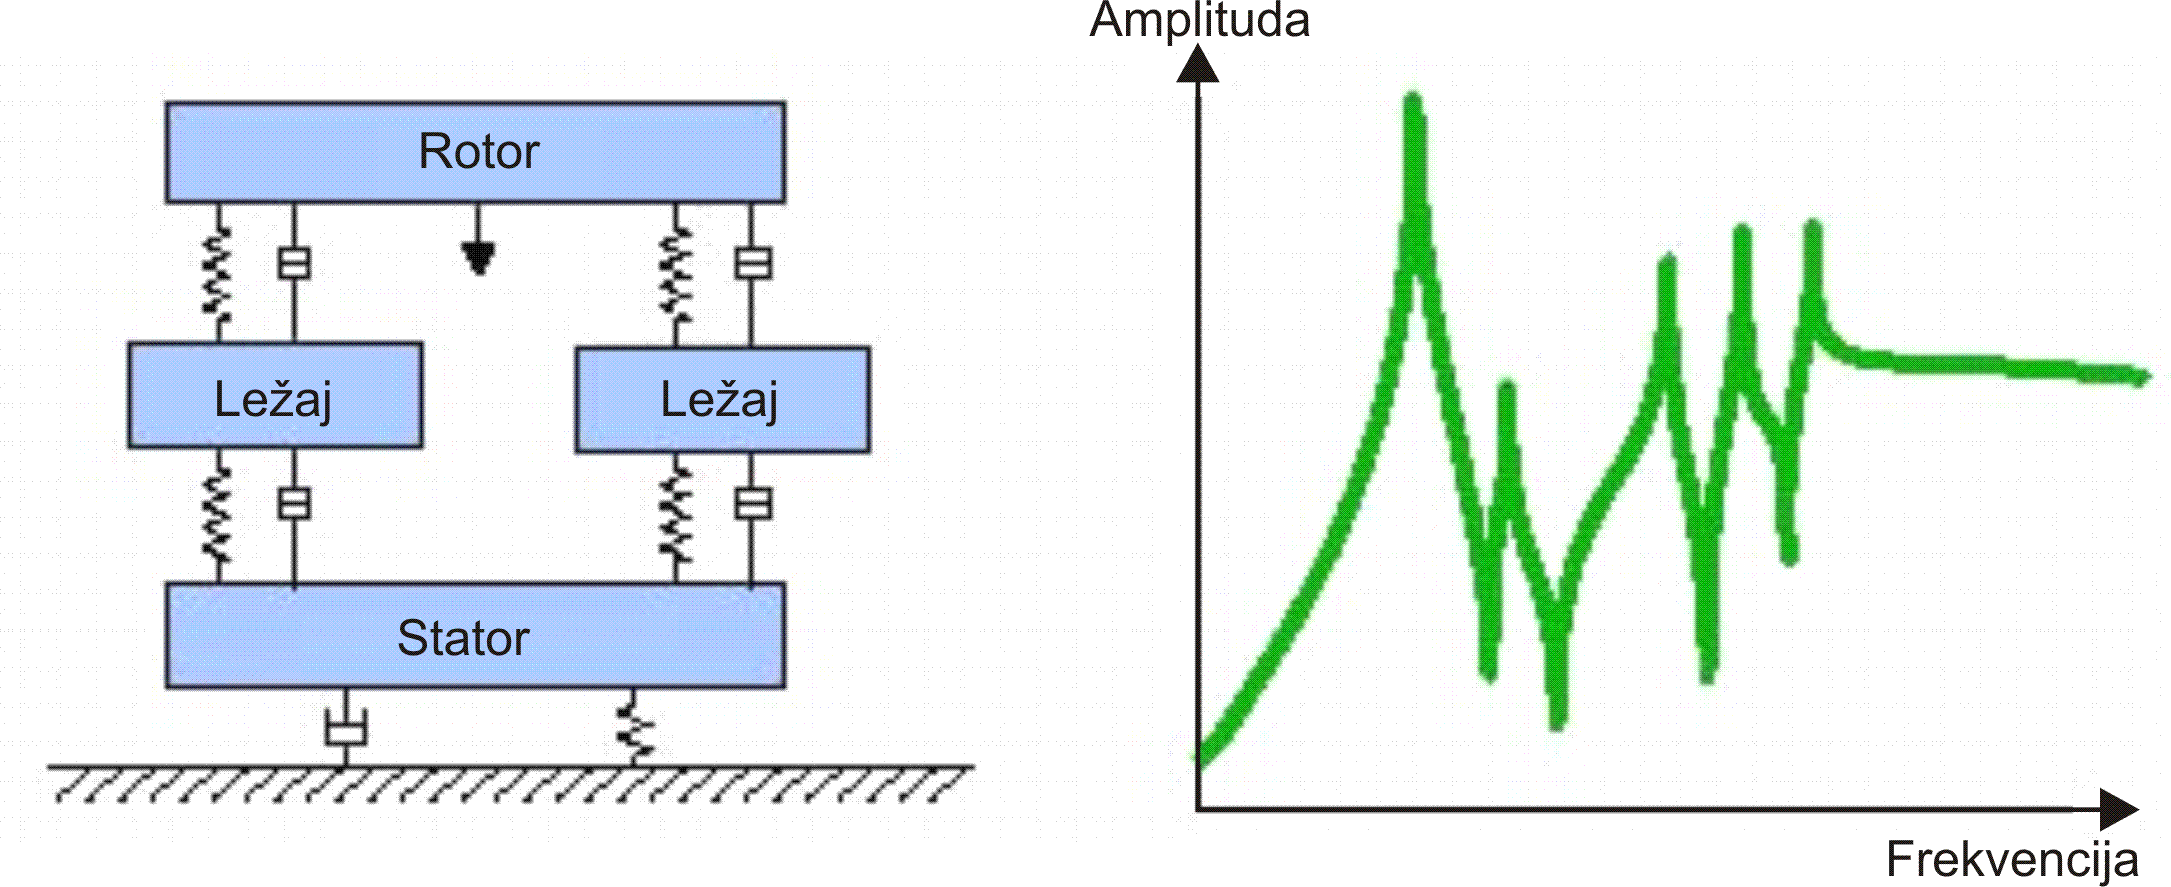 Rotor
Ležaj
Ležaj
Stator
Amplituda
Frekvencija